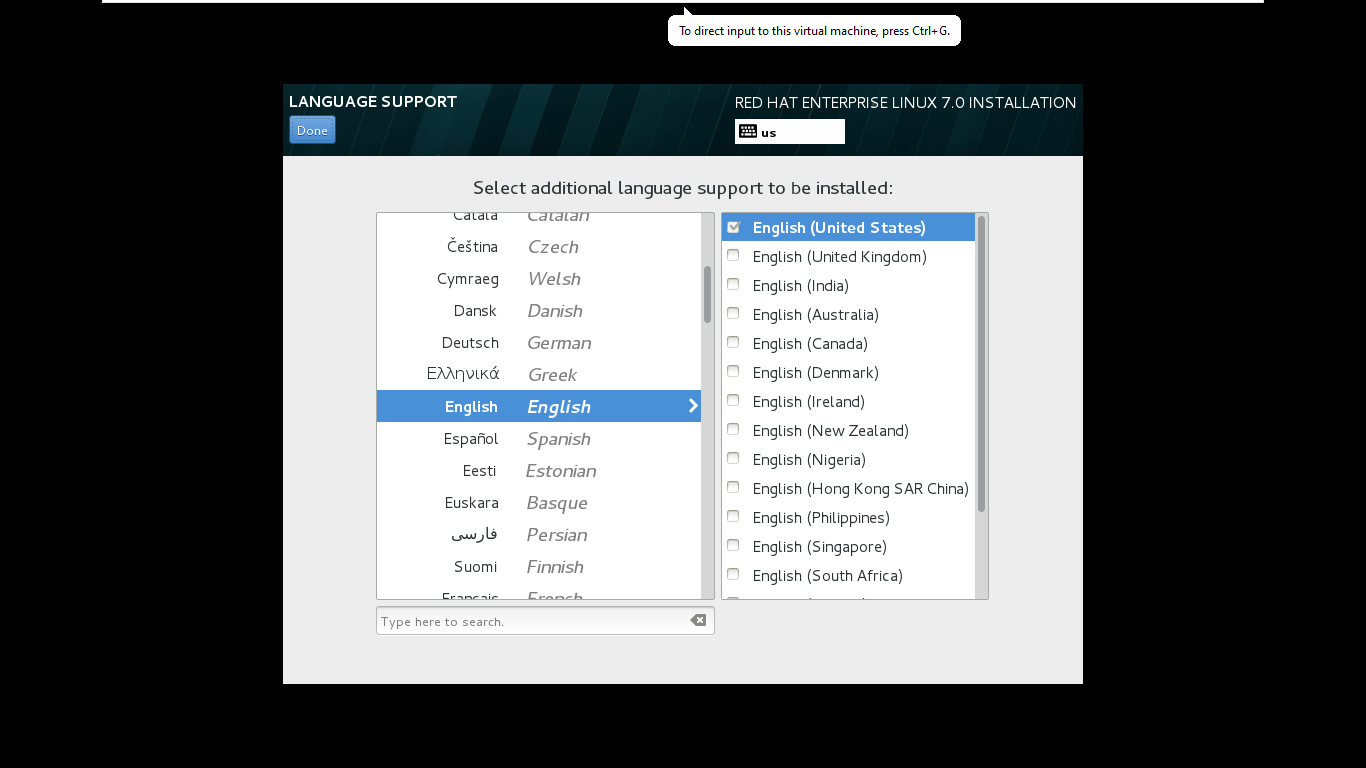 To direct input to this virtual machine, press Ctrl+G.
LANGUAGE SUPPORT
RED HAT ENTERPRISE LINUX 7.0 INSTALLATION
Done
us
Select additional language support to be installed:
Català Catalan
Čeština Czech
Cymraeg Welsh
Dansk Danish
Deutsch German
Ελληνικά Greek
English English
Español Spanish
Eesti Estonian
Euskara Basque
فارسی Persian
Suomi Finnish
Français French
Type here to search.
English (United States)
English (United Kingdom)
English (India)
English (Australia)
English (Canada)
English (Denmark)
English (Ireland)
English (New Zealand)
English (Nigeria)
English (Hong Kong SAR China)
English (Philippines)
English (Singapore)
English (South Africa)